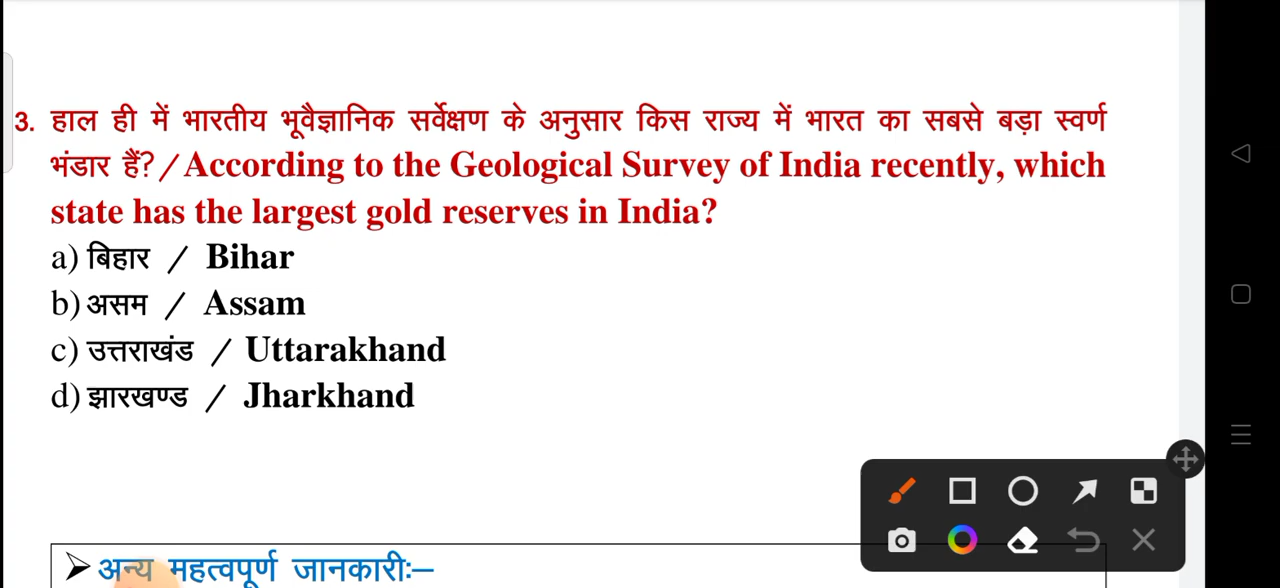 3. हाल ही में भारतीय भूवैज्ञानिक सर्वेक्षण के अनुसार किस राज्य में भारत का सबसे बड़ा स्वर्ण
भंडार हैं?/According to the Geological Survey of India recently, which
state has the largest gold reserves in India?
a) बिहार / Bihar
b) असम / Assam
c) उत्तराखंड / Uttarakhand
d) झारखण्ड / Jharkhand
➢ अन्य महत्वपूर्ण जानकारीः–